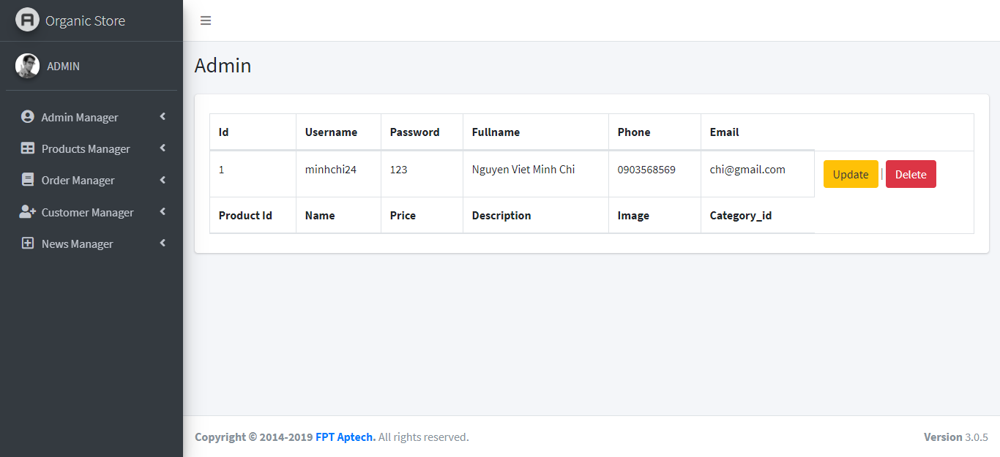 Organic Store
ADMIN
Admin Manager
Products Manager
Order Manager
Customer Manager
News Manager
Admin
Id Username Password Fullname Phone Email
1 minhchi24 123 Nguyen Viet Minh Chi 0903568569 chi@gmail.com Update | Delete
Product Id Name Price Description Image Category_id
Copyright © 2014-2019 FPT Aptech. All rights reserved. Version 3.0.5